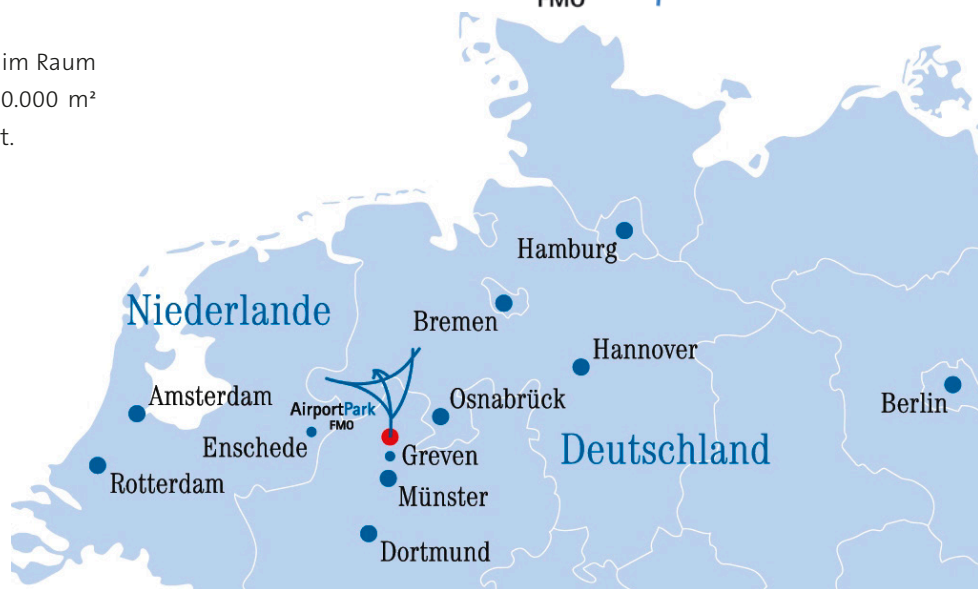 FMO
im Raum
0.000 m²
t.
Hamburg
Niederlande
Bremen
Hannover
Amsterdam
Osnabrück
Berlin
AirportPark
FMO
Enschede
Greven
Deutschland
Rotterdam
Münster
Dortmund